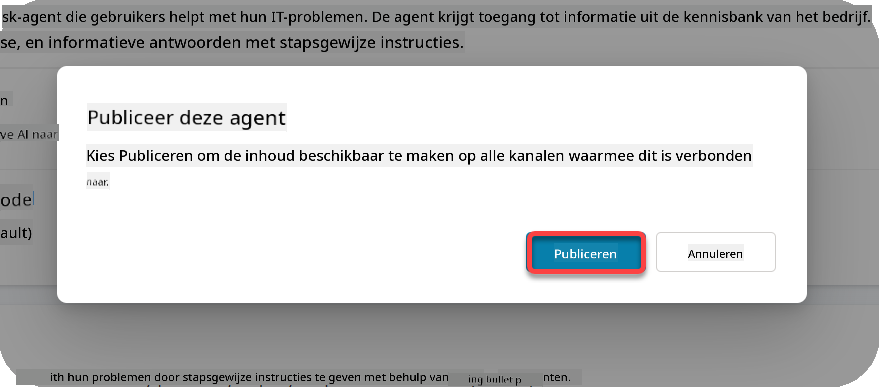 sk-agent die gebruikers helpt met hun IT-problemen. De agent krijgt toegang tot informatie uit de kennisbank van het bedrijf.
se, en informatieve antwoorden met stapsgewijze instructies.
n
ve AI naar
Publiceer deze agent
Kies Publiceren om de inhoud beschikbaar te maken op alle kanalen waarmee dit is verbonden
naar.
ode
ault)
Publiceren
Annuleren
ith hun problemen door stapsgewijze instructies te geven met behulp van ing bullet p nten.